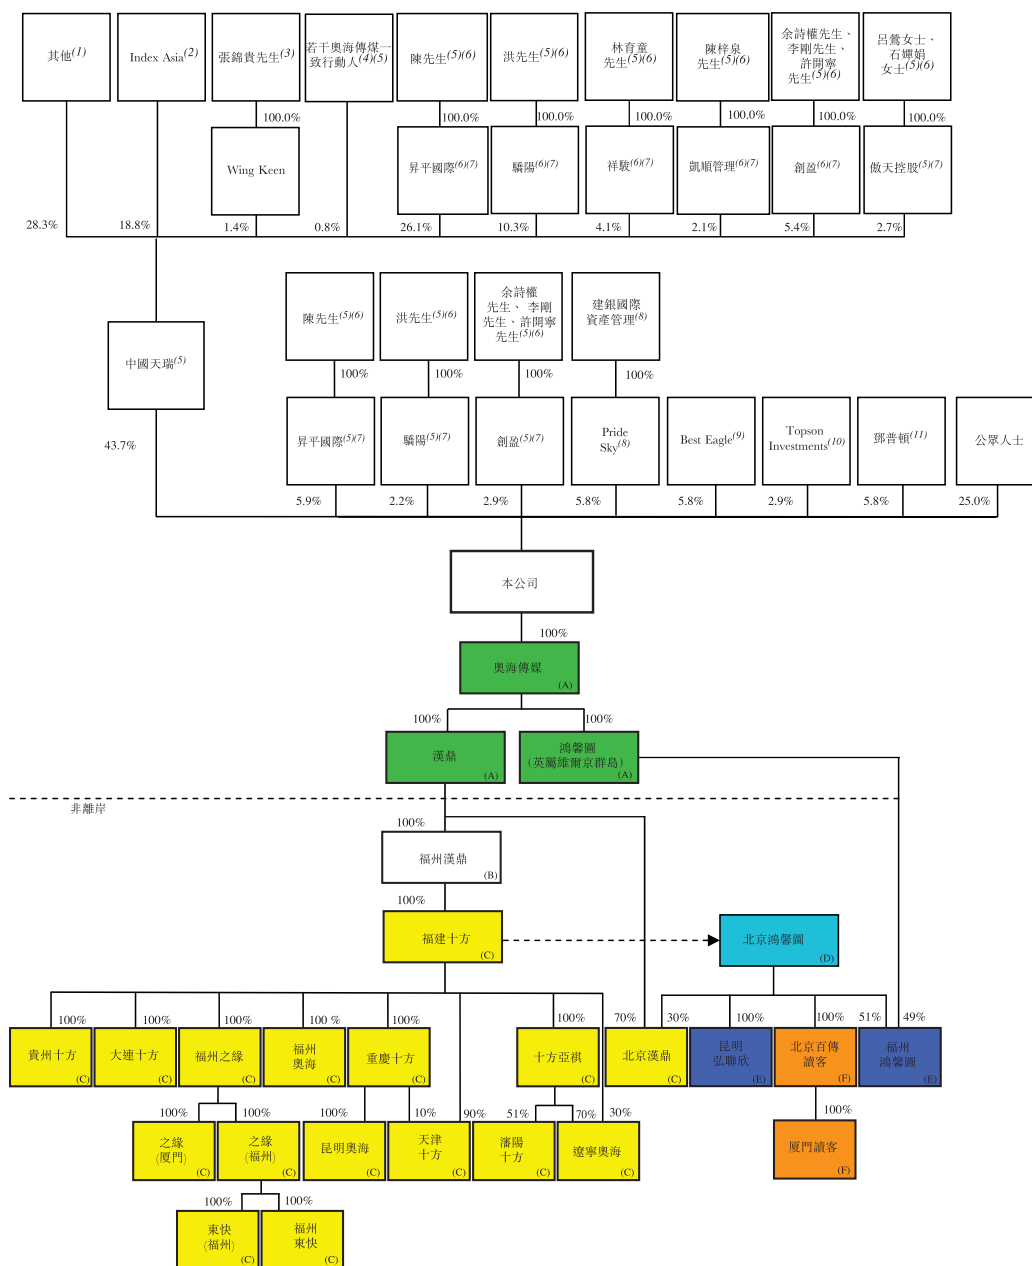 其他(1)
Index Asia(2)
張錦貴先生(3)
若干奧海傳媒一
致行動人(4)(5)
陳先生(5)(6)
洪先生(5)(6)
林育童
先生(5)(6)
陳梓泉
先生(5)(6)
余詩權先生、
李剛先生、
許開寧
先生(5)(6)
呂鶯女士、
石嬋娟
女士(5)(6)
100.0%
100.0%
100.0%
100.0%
100.0%
100.0%
100.0%
Wing Keen
昇平國際(6)(7)
驕陽(6)(7)
祥駿(6)(7)
凱順管理(6)(7)
創盈(6)(7)
傲天控股(5)(7)
28.3%
18.8%
1.4%
0.8%
26.1%
10.3%
4.1%
2.1%
5.4%
2.7%
中國天瑞(5)
陳先生(5)(6)
洪先生(5)(6)
余詩權
先生、李剛
先生、許開寧
先生(5)(6)
建銀國際
資產管理(8)
100%
100%
100%
100%
43.7%
昇平國際(5)(7)
驕陽(5)(7)
創盈(5)(7)
Pride
Sky(8)
Best Eagle(9)
Topson
Investments(10)
鄧普頓(11)
公眾人士
5.9%
2.2%
2.9%
5.8%
5.8%
2.9%
5.8%
25.0%
本公司
100%
奧海傳媒
(A)
100%
100%
漢鼎
(A)
鴻馨圖
(英屬維爾京群島)
(A)
非離岸
100%
福州漢鼎
(B)
100%
福建十方
(C)
北京鴻馨圖
(D)
100%
100%
100%
100 %
100%
100%
70%
30%
100%
100%
51%
49%
貴州十方
(C)
大連十方
(C)
福州之緣
(C)
福州
奧海
(C)
重慶十方
(C)
十方亞祺
(C)
北京漢鼎
(C)
昆明
弘聯欣
(E)
北京百傳
讀客
(F)
福州
鴻馨圖
(E)
100%
100%
100%
10%
90%
51%
70%
30%
100%
之緣
(厦門)
(C)
之緣
(福州)
(C)
昆明奧海
(C)
天津
十方
(C)
瀋陽
十方
(C)
遼寧奧海
(C)
厦門讀客
(F)
100%
100%
東快
(福州)
(C)
福州
東快
(C)